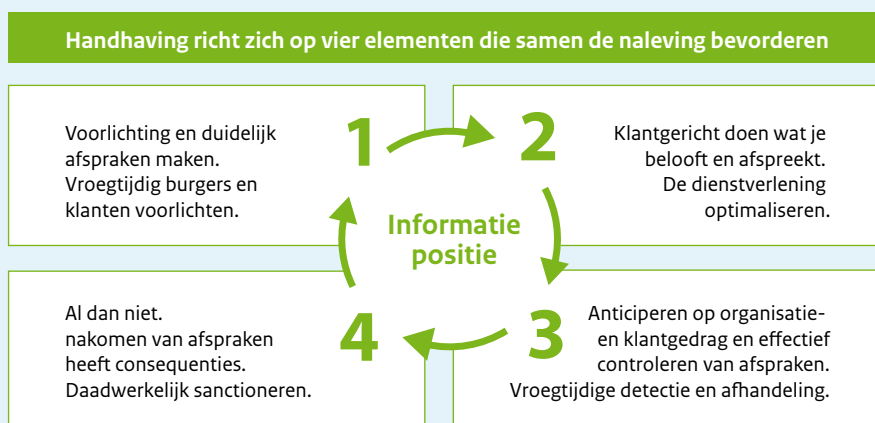 Handhaving richt zich op vier elementen die samen de naleving bevorderen
Voorlichting en duidelijk
afspraken maken.
Vroegtijdig burgers en
klanten voorlichten.
1
2
Klantgericht doen wat je
belooft en afspreekt.
De dienstverlening
optimaliseren.
Informatie
positie
Al dan niet.
nakomen van afspraken
heeft consequenties.
Daadwerkelijk sanctioneren.
4
3
Anticiperen op organisatie-
en klantgedrag en effectief
controleren van afspraken.
Vroegtijdige detectie en afhandeling.